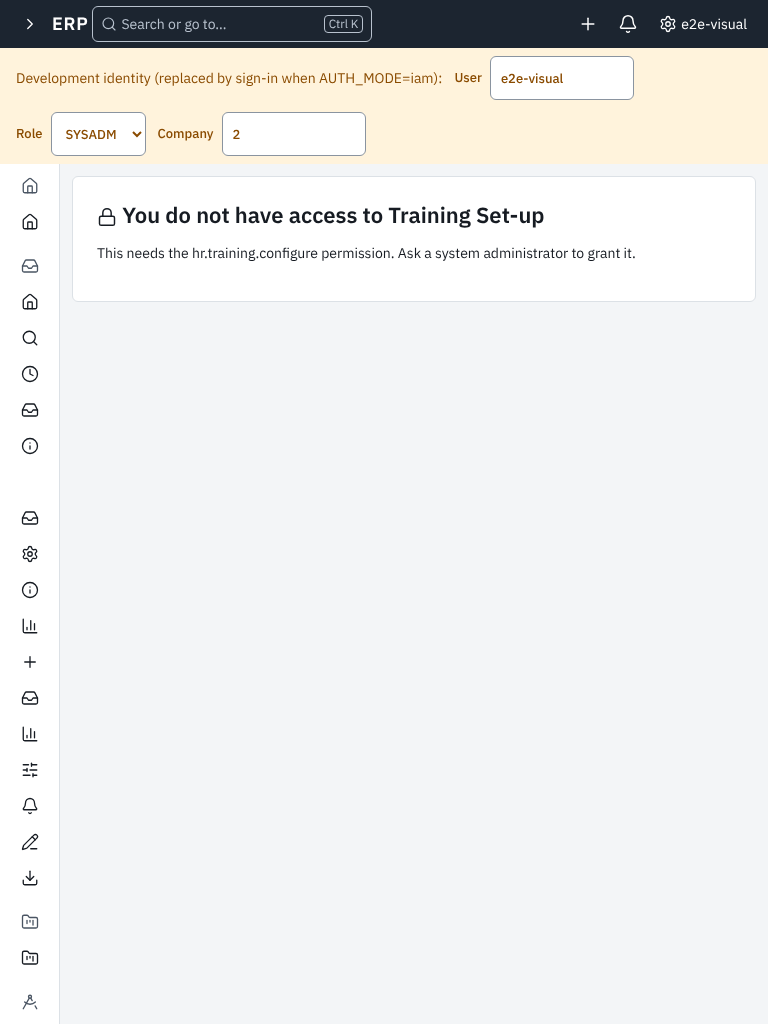 ERP
Search or go to...
Ctrl K
e2e-visual
Development identity (replaced by sign-in when AUTH_MODE=iam):
User
e2e-visual
Role
SYSADM
Company
2
You do not have access to Training Set-up
This needs the hr.training.configure permission. Ask a system administrator to grant it.